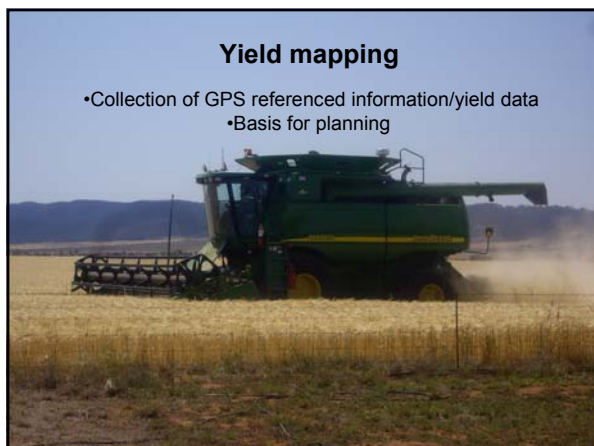 Yield mapping
•Collection of GPS referenced information/yield data
•Basis for planning